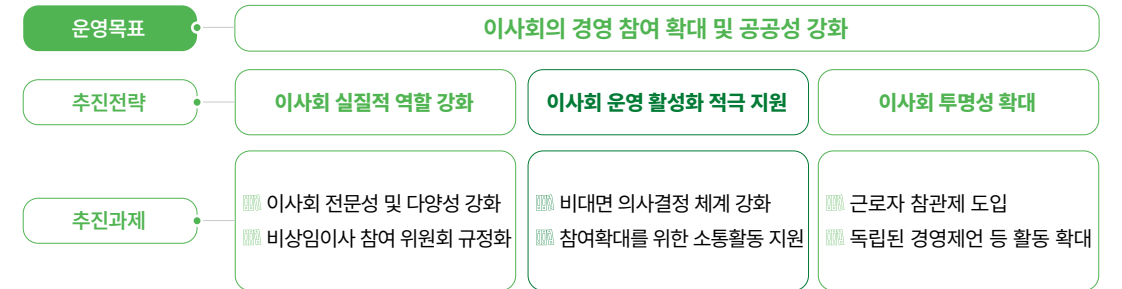 운영목표
이사회의 경영 참여 확대 및 공공성 강화
추진전략
이사회 실질적 역할 강화
이사회 운영 활성화 적극 지원
이사회 투명성 확대
추진과제
이사회 전문성 및 다양성 강화
비상임이사 참여 위원회 규정화
비대면 의사결정 체계 강화
참여확대를 위한 소통활동 지원
근로자 참관제 도입
독립된 경영제언 등 활동 확대